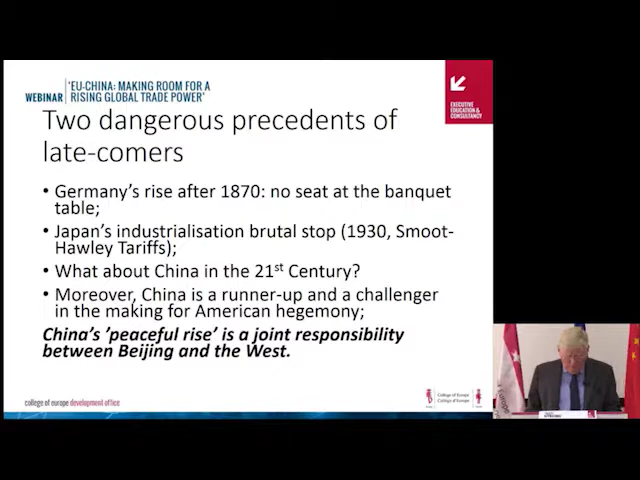 WEBINAR
'EU-CHINA: MAKING ROOM FOR A
RISING GLOBAL TRADE POWER'
EXECUTIVE
EDUCATION &
CONSULTANCY
Two dangerous precedents of
late-comers
• Germany's rise after 1870: no seat at the banquet
table;
• Japan's industrialisation brutal stop (1930, Smoot-
Hawley Tariffs);
• What about China in the 21st Century?
• Moreover, China is a runner-up and a challenger
in the making for American hegemony;
China's 'peaceful rise' is a joint responsibility
between Beijing and the West.
college of europe development office
College of Europe
Collège d'Europe